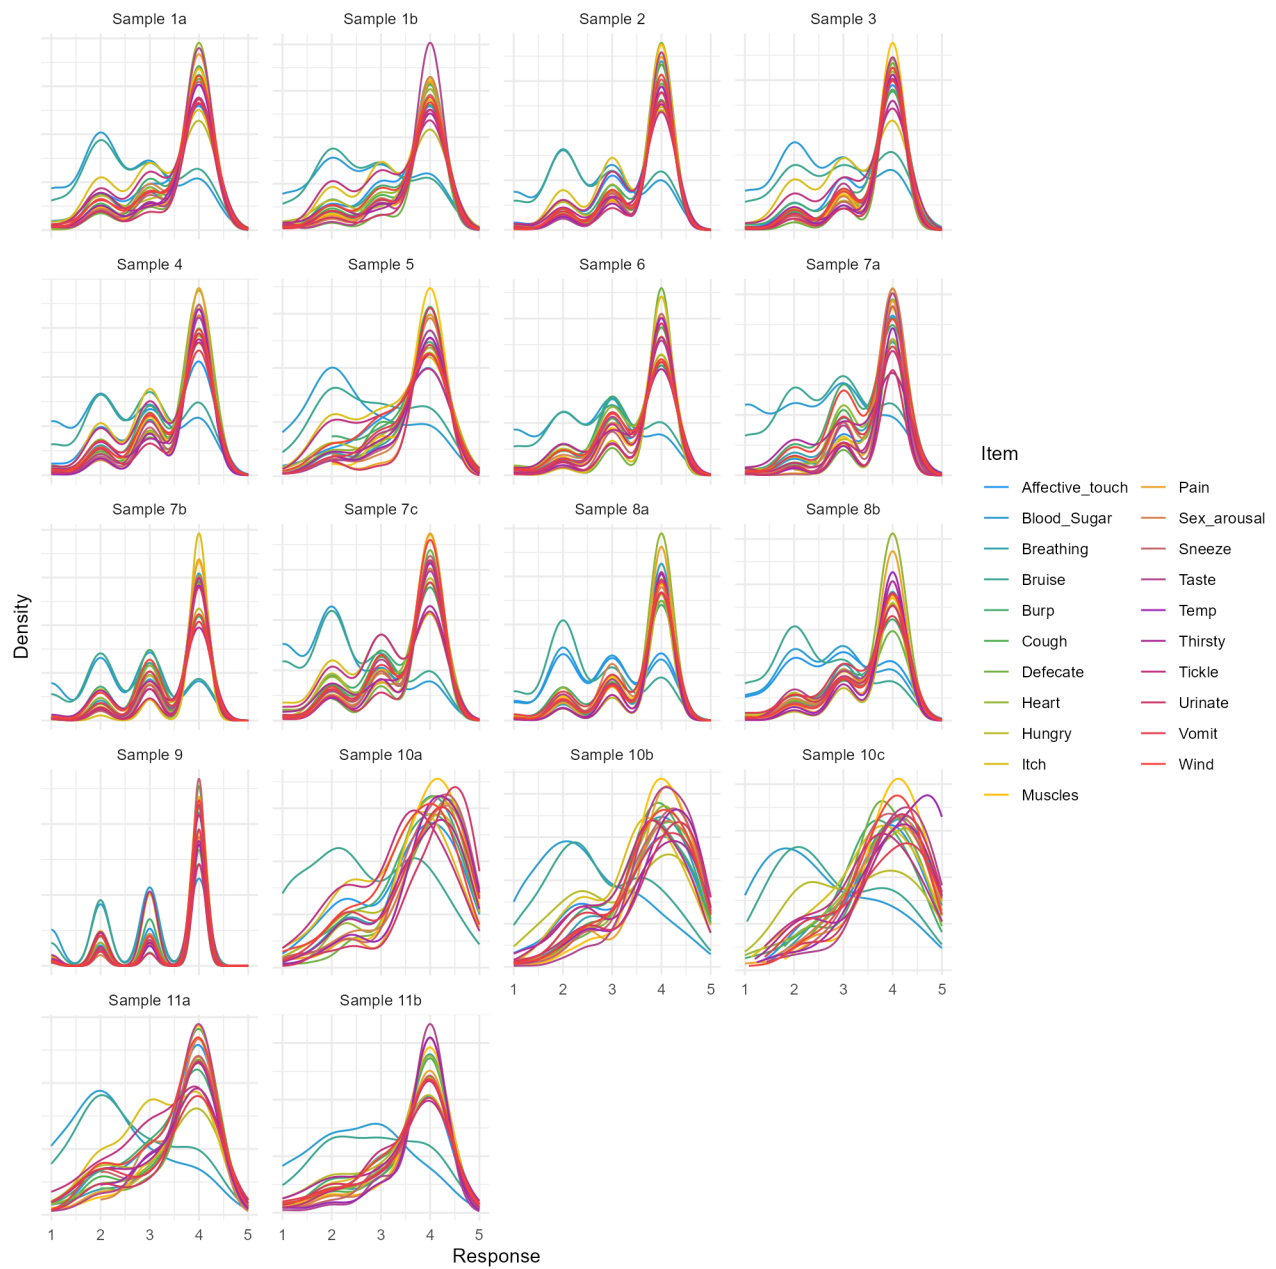 Sample 1a
Sample 1b
Sample 2
Sample 3
Sample 4
Sample 5
Sample 6
Sample 7a
Sample 7b
Sample 7c
Sample 8a
Sample 8b
Sample 9
Sample 10a
Sample 10b
Sample 10c
1 2 3 4 5
1 2 3 4 5
Sample 11a
Sample 11b
1 2 3 4 5
1 2 3 4 5
Response
Density
Item
Affective_touch
Blood_Sugar
Breathing
Bruise
Burp
Cough
Defecate
Heart
Hungry
Itch
Muscles
Pain
Sex_arousal
Sneeze
Taste
Temp
Thirsty
Tickle
Urinate
Vomit
Wind